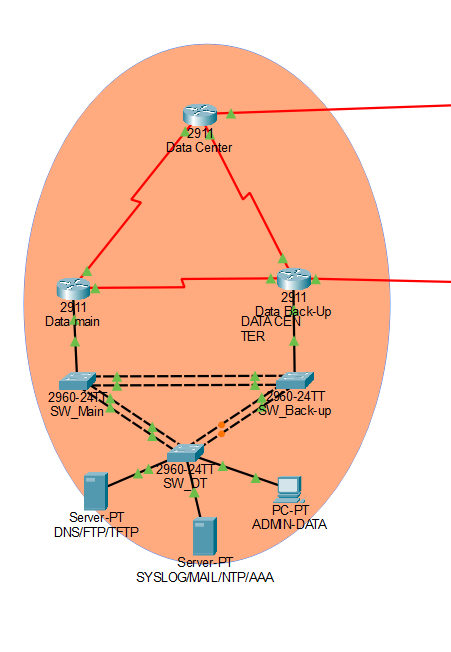 2911
Data Center
2911
Data main
2911
Data Back-Up
DATA CEN
TER
2960-24TT
SW_Main
2960-24TT
SW_Back-up
2960-24TT
SW_DT
Server-PT
DNS/FTP/TFTP
PC-PT
ADMIN-DATA
Server-PT
SYSLOG/MAIL/NTP/AAA